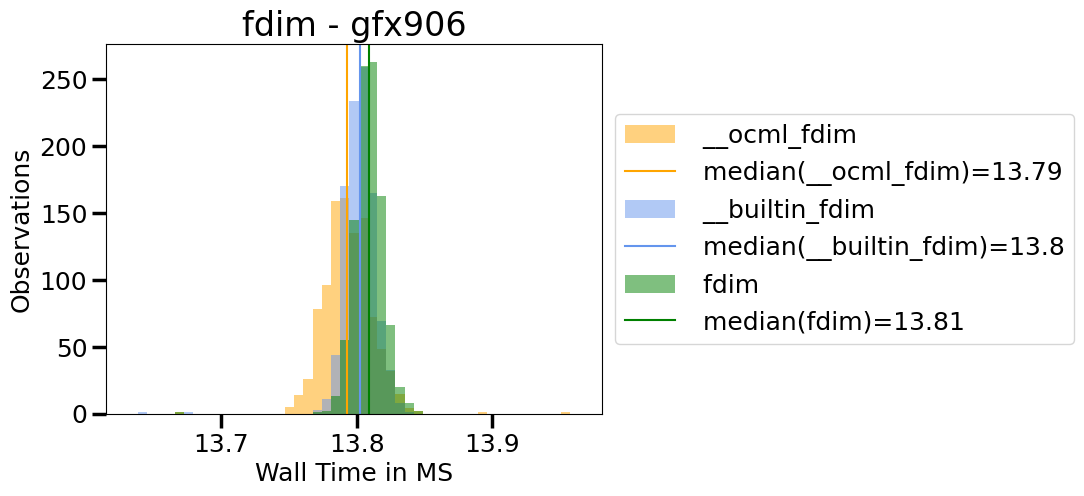 fdim - gfx906
Observations
250
200
150
100
50
0
13.7
13.8
13.9
Wall Time in MS
__ocml_fdim
median(__ocml_fdim)=13.79
__builtin_fdim
median(__builtin_fdim)=13.8
fdim
median(fdim)=13.81